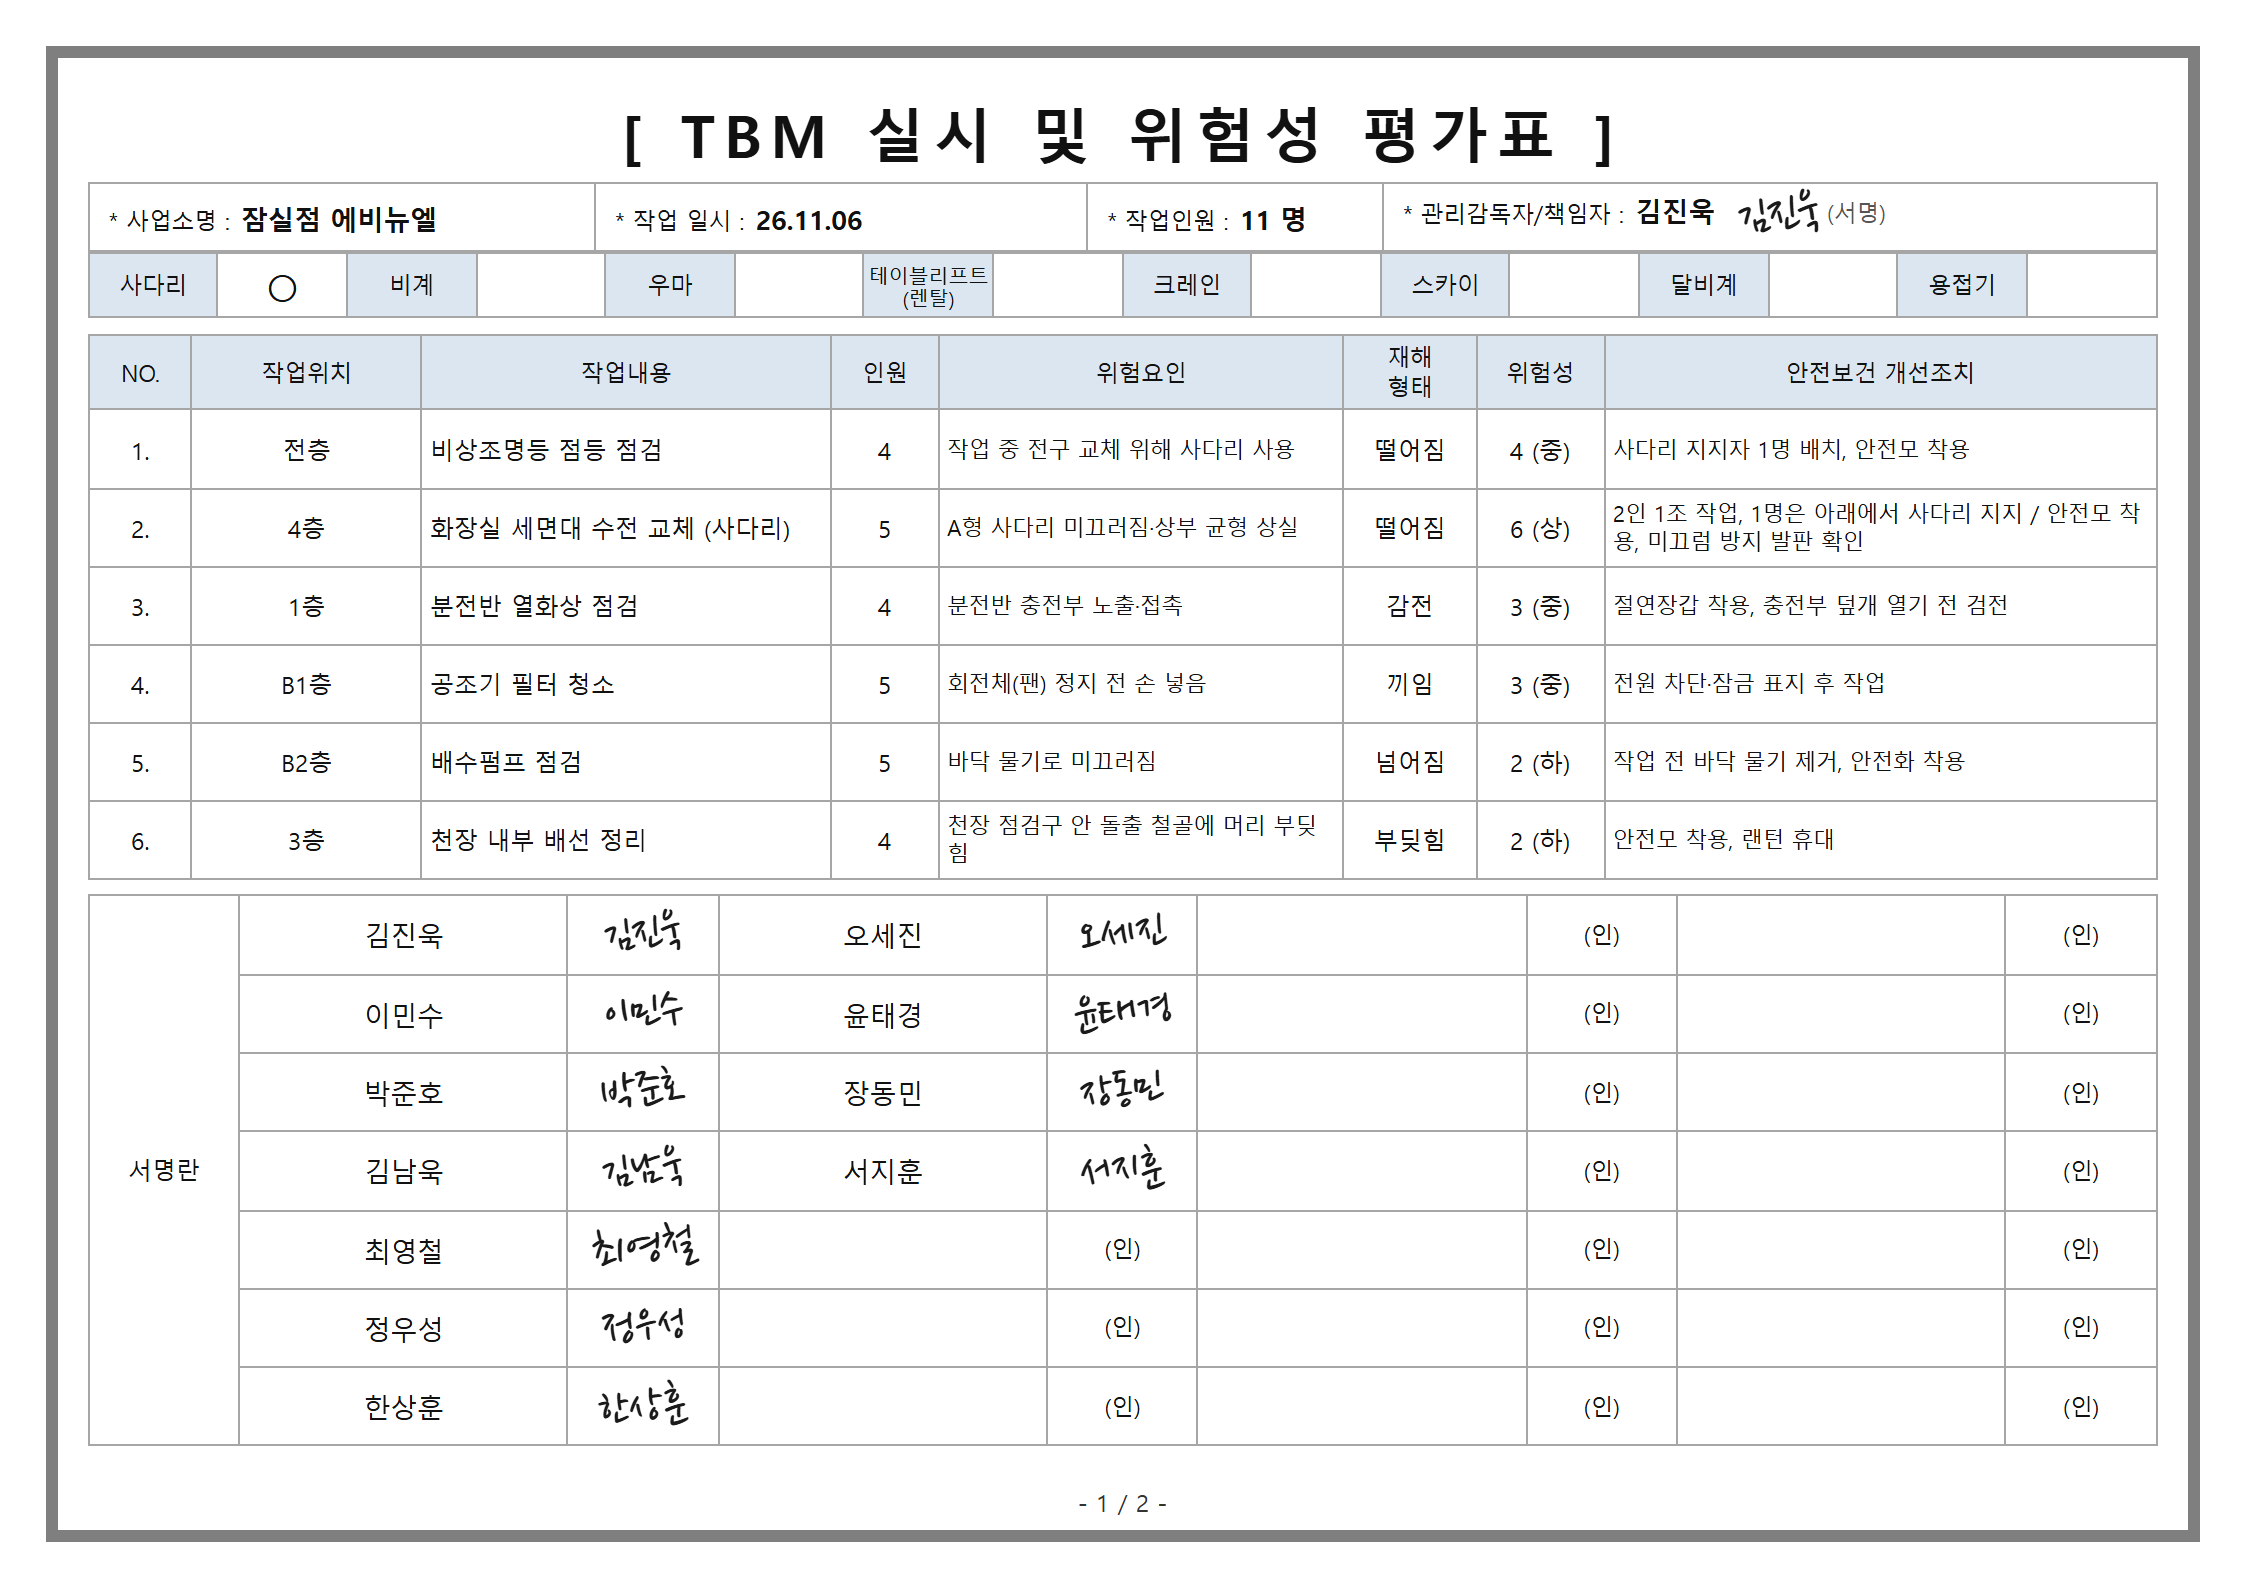 [ TBM 실시 및 위험성 평가표 ]
* 사업소명 : 잠실점 에비뉴엘 * 작업 일시 : 26.11.06 * 작업인원 : 11 명 * 관리감독자/책임자 : 김진욱 김진욱 (서명)
사다리 ○ 비계 우마 테이블리프트 (렌탈) 크레인 스카이 달비계 용접기
NO. 작업위치 작업내용 인원 위험요인 재해 형태 위험성 안전보건 개선조치
1. 전층 비상조명등 점등 점검 4 작업 중 전구 교체 위해 사다리 사용 떨어짐 4 (중) 사다리 지지자 1명 배치, 안전모 착용
2. 4층 화장실 세면대 수전 교체 (사다리) 5 A형 사다리 미끄러짐·상부 균형 상실 떨어짐 6 (상) 2인 1조 작업, 1명은 아래에서 사다리 지지 / 안전모 착용, 미끄럼 방지 발판 확인
3. 1층 분전반 열화상 점검 4 분전반 충전부 노출·접촉 감전 3 (중) 절연장갑 착용, 충전부 덮개 열기 전 검전
4. B1층 공조기 필터 청소 5 회전체(팬) 정지 전 손 넣음 끼임 3 (중) 전원 차단·잠금 표지 후 작업
5. B2층 배수펌프 점검 5 바닥 물기로 미끄러짐 넘어짐 2 (하) 작업 전 바닥 물기 제거, 안전화 착용
6. 3층 천장 내부 배선 정리 4 천장 점검구 안 돌출 철골에 머리 부딪힘 부딪힘 2 (하) 안전모 착용, 랜턴 휴대
서명란
김진욱 김진욱 오세진 오세진 (인) (인)
이민수 이민수 윤태경 윤태경 (인) (인)
박준호 박준호 장동민 장동민 (인) (인)
김남욱 김남욱 서지훈 서지훈 (인) (인)
최영철 최영철 (인) (인) (인)
정우성 정우성 (인) (인) (인)
한상훈 한상훈 (인) (인) (인)
- 1 / 2 -